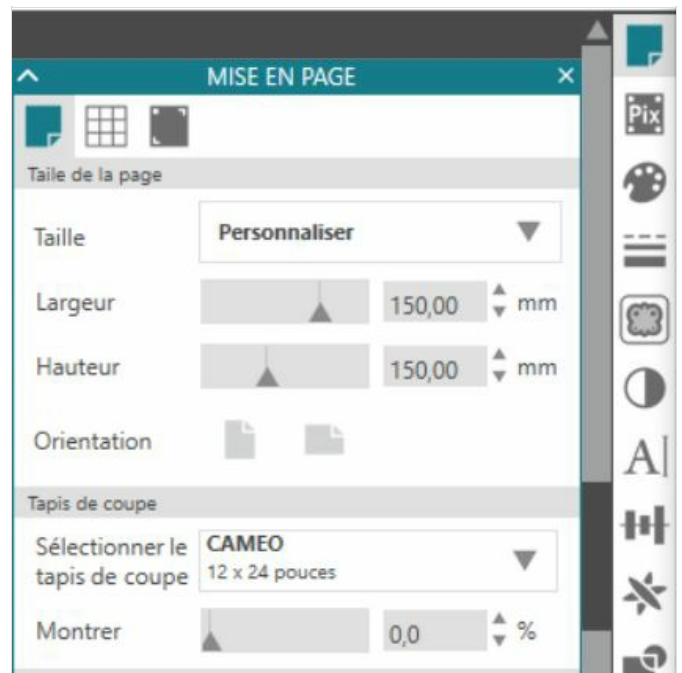 MISE EN PAGE
Pix
Taile de la page
Taille
Personnaliser
Largeur
150,00 mm
Hauteur
150,00 mm
Orientation
A
Tapis de coupe
Sélectionner le
tapis de coupe
CAMEO
12 x 24 pouces
Montrer
0,0 %